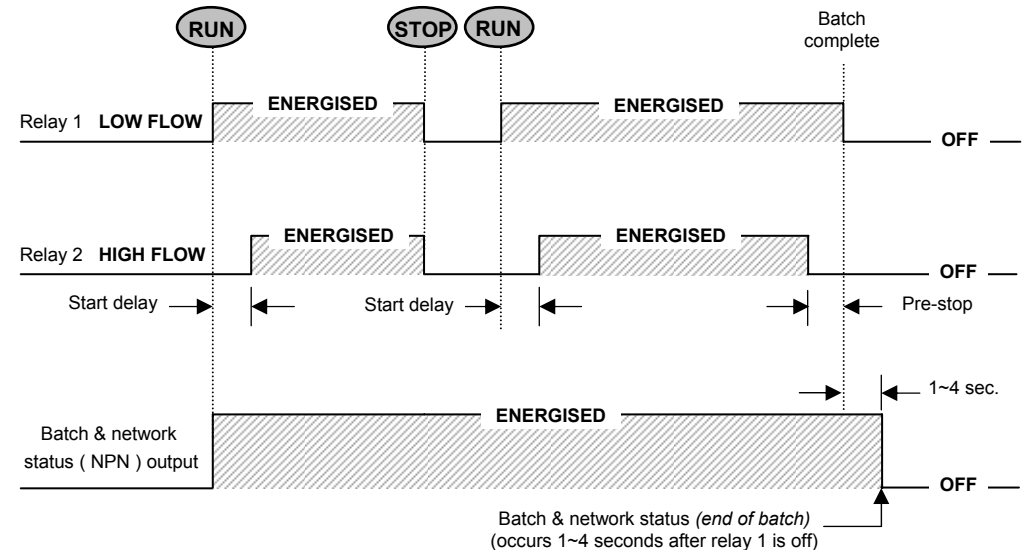 RUN
STOP
RUN
Batch
complete
Relay 1 LOW FLOW
ENERGISED
ENERGISED
OFF
Relay 2 HIGH FLOW
ENERGISED
ENERGISED
OFF
Start delay
Start delay
Pre-stop
1~4 sec.
Batch & network
status ( NPN ) output
ENERGISED
OFF
Batch & network status (end of batch)
(occurs 1~4 seconds after relay 1 is off)